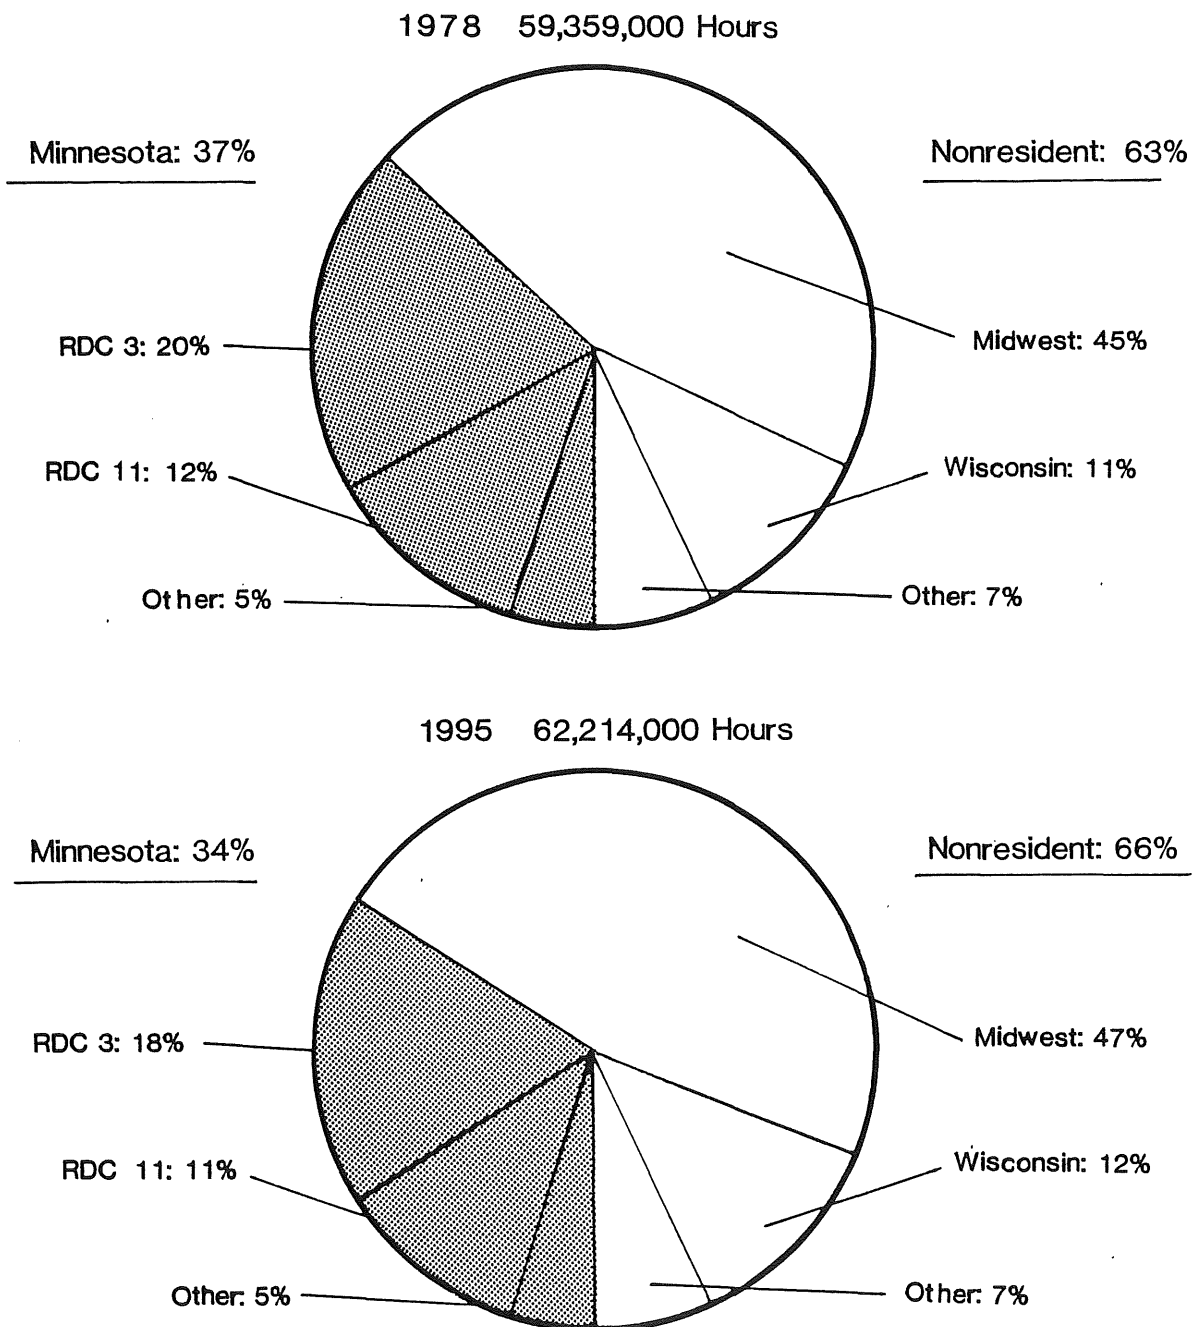 1978 59,359,000 Hours
Minnesota: 37%
Nonresident: 63%
RDC 3: 20%
Midwest: 45%
RDC 11: 12%
Wisconsin: 11%
Other: 5%
Other: 7%
1995 62,214,000 Hours
Minnesota: 34%
Nonresident: 66%
RDC 3: 18%
Midwest: 47%
RDC 11: 11%
Wisconsin: 12%
Other: 5%
Other: 7%